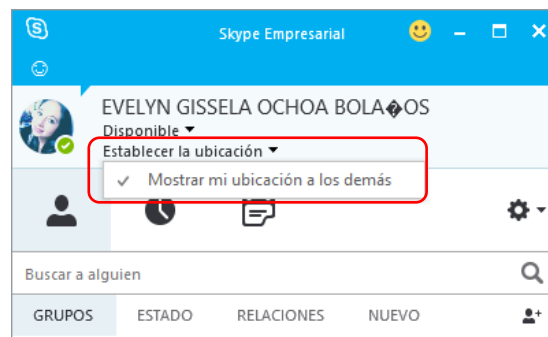 Skype Empresarial
EVELYN GISSELA OCHOA BOLA�OS
Disponible
Establecer la ubicación
Mostrar mi ubicación a los demás
Buscar a alguien
GRUPOS ESTADO RELACIONES NUEVO